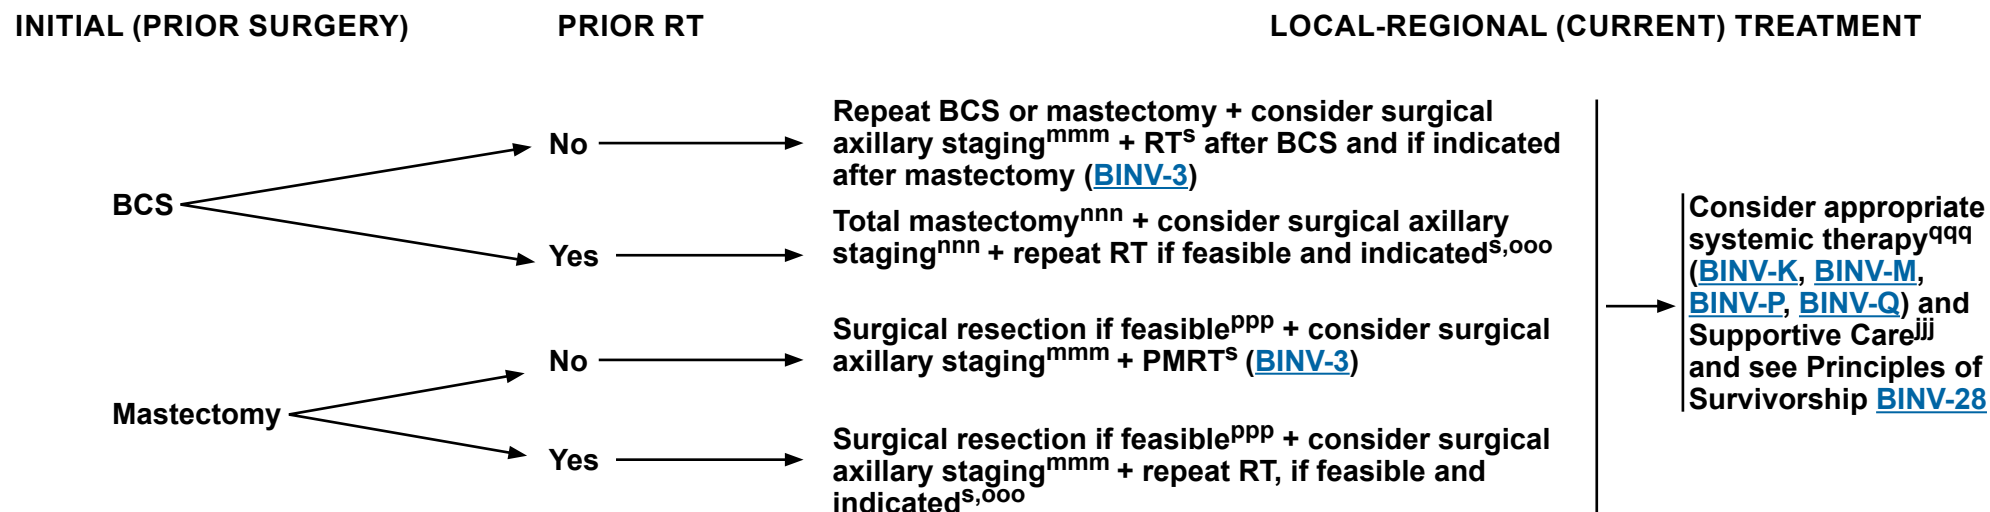 INITIAL (PRIOR SURGERY)
PRIOR RT
LOCAL-REGIONAL (CURRENT) TREATMENT
BCS
No
Repeat BCS or mastectomy + consider surgical
axillary stagingmmm + RTs after BCS and if indicated
after mastectomy (BINV-3)
Yes
Total mastectomynnn + consider surgical axillary
stagingnnn + repeat RT if feasible and indicateds,ooo
Mastectomy
No
Surgical resection if feasibleppp + consider surgical
axillary stagingmmm + PMRTs (BINV-3)
Yes
Surgical resection if feasibleppp + consider surgical
axillary stagingmmm + repeat RT, if feasible and
indicateds,ooo
Consider appropriate
systemic therapyqqq
(BINV-K, BINV-M,
BINV-P, BINV-Q) and
Supportive Carejjj
and see Principles of
Survivorship BINV-28